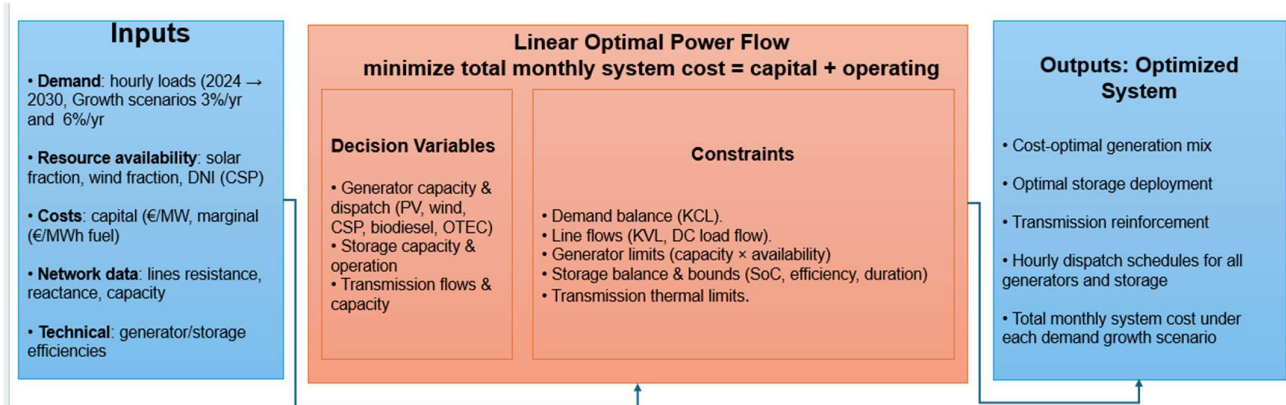 Inputs
• Demand: hourly loads (2024 →
2030, Growth scenarios 3%/yr
and 6%/yr
• Resource availability: solar
fraction, wind fraction, DNI (CSP)
• Costs: capital (€/MW, marginal
(€/MWh fuel)
• Network data: lines resistance,
reactance, capacity
• Technical: generator/storage
efficiencies
Linear Optimal Power Flow
minimize total monthly system cost = capital + operating
Decision Variables
• Generator capacity &
dispatch (PV, wind,
CSP, biodiesel, OTEC)
• Storage capacity &
operation
• Transmission flows &
capacity
Constraints
• Demand balance (KCL).
• Line flows (KVL, DC load flow).
• Generator limits (capacity × availability)
• Storage balance & bounds (SoC, efficiency, duration)
• Transmission thermal limits.
Outputs: Optimized
System
• Cost-optimal generation mix
• Optimal storage deployment
• Transmission reinforcement
• Hourly dispatch schedules for all
generators and storage
• Total monthly system cost under
each demand growth scenario